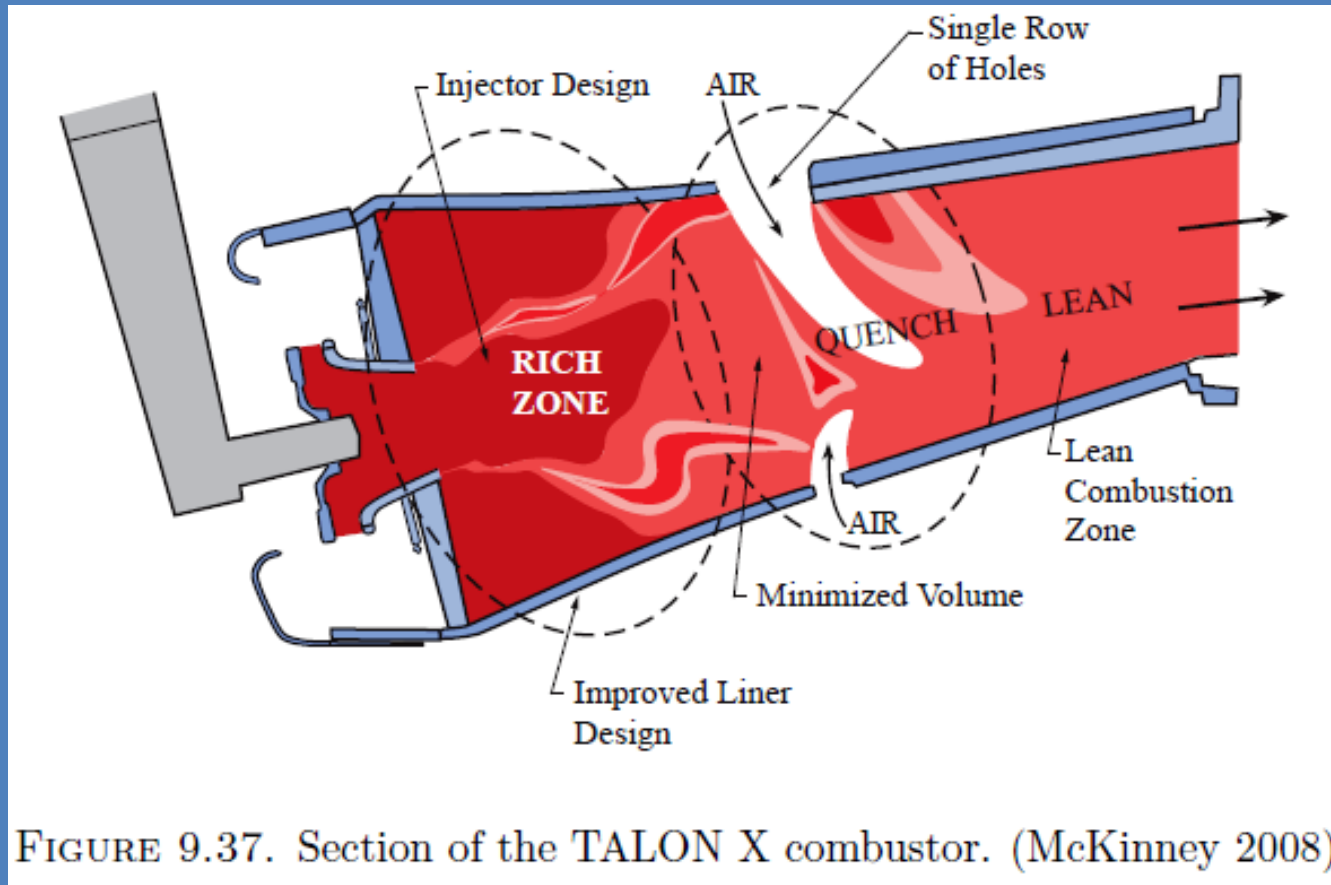 Single Row
of Holes
Injector Design
AIR
RICH
ZONE
QUENCH
LEAN
Lean
Combustion
Zone
AIR
Minimized Volume
Improved Liner
Design
FIGURE 9.37. Section of the TALON X combustor. (McKinney 2008)